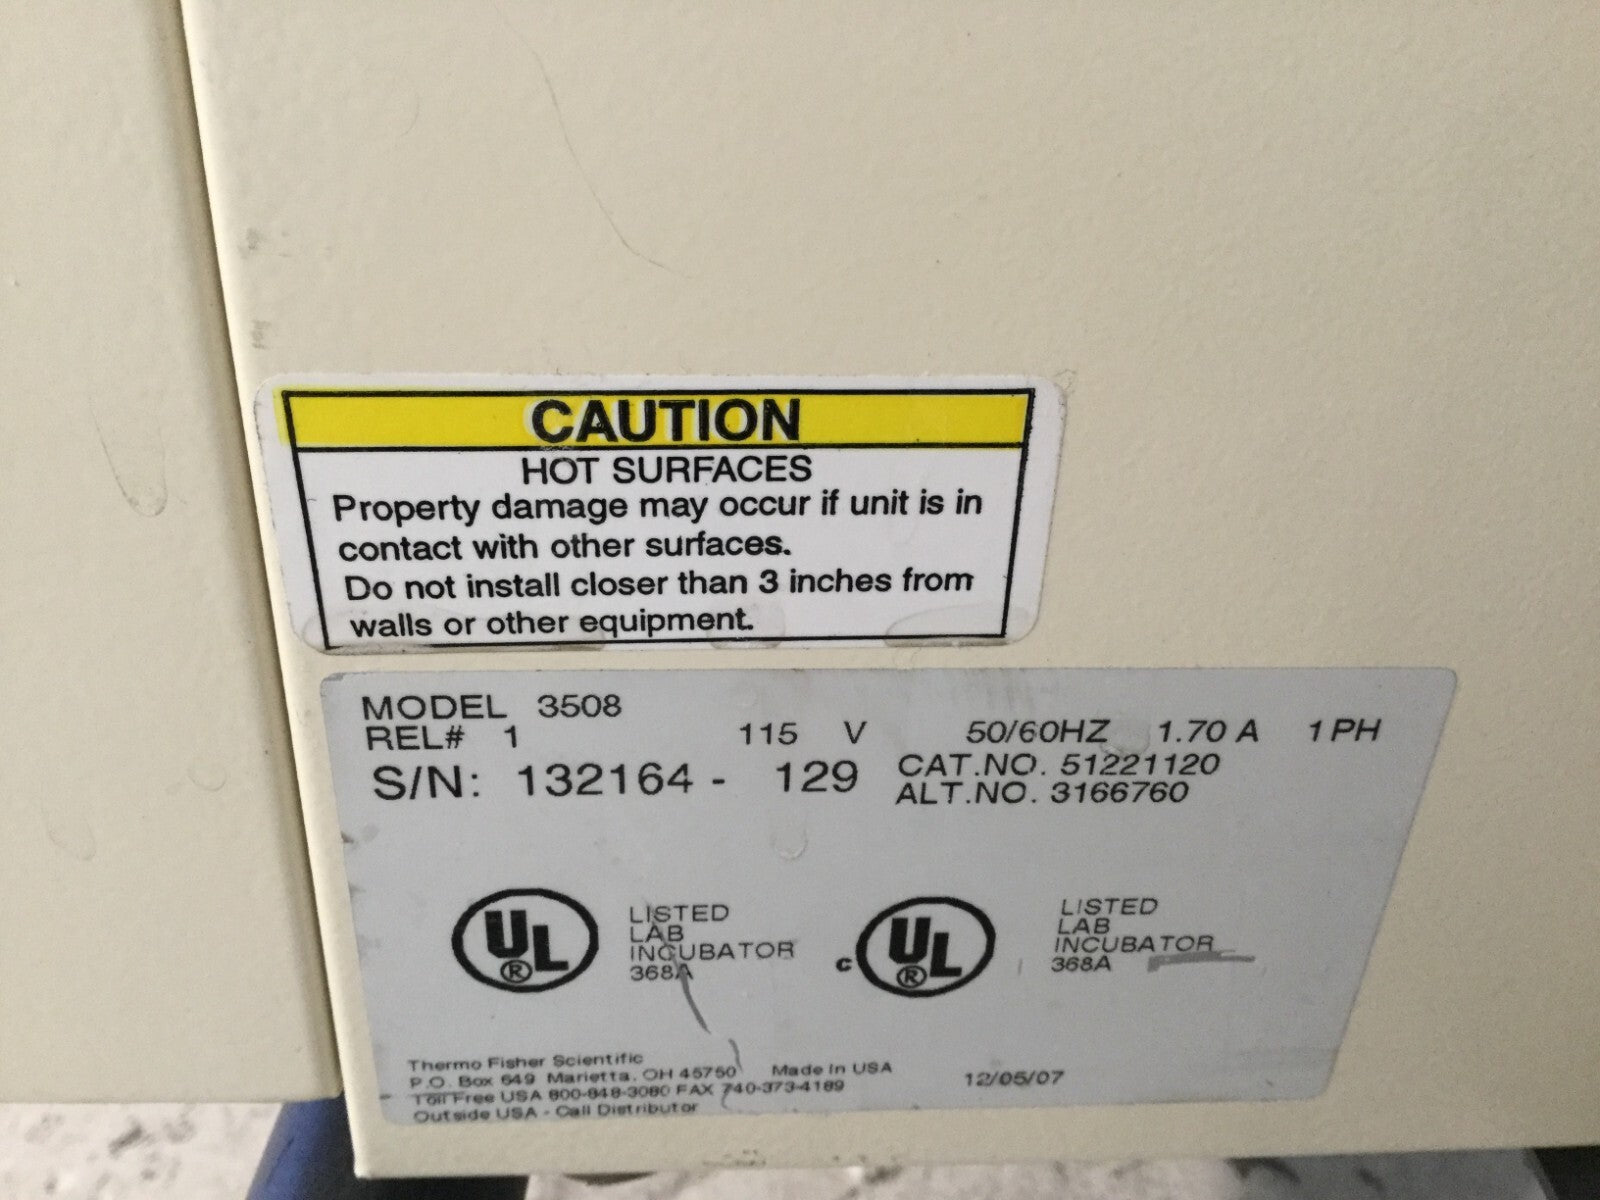 CAUTION
HOT SURFACES
Property damage may occur if unit is in
contact with other surfaces.
Do not install closer than 3 inches from
walls or other equipment.
MODEL 3508
REL# 1 115 V 50/60HZ 1.70 A 1 PH
S/N: 132164 - 129 CAT.NO. 51221120
ALT.NO. 3166760
UL ® LISTED
LAB
INCUBATOR
368A
c UL ® LISTED
LAB
INCUBATOR
368A
Thermo Fisher Scientific
P.O. Box 649 Marietta, OH 45750 Made In USA 12/05/07
Toll Free USA 800-848-3080 FAX 740-373-4189
Outside USA - Call Distributor